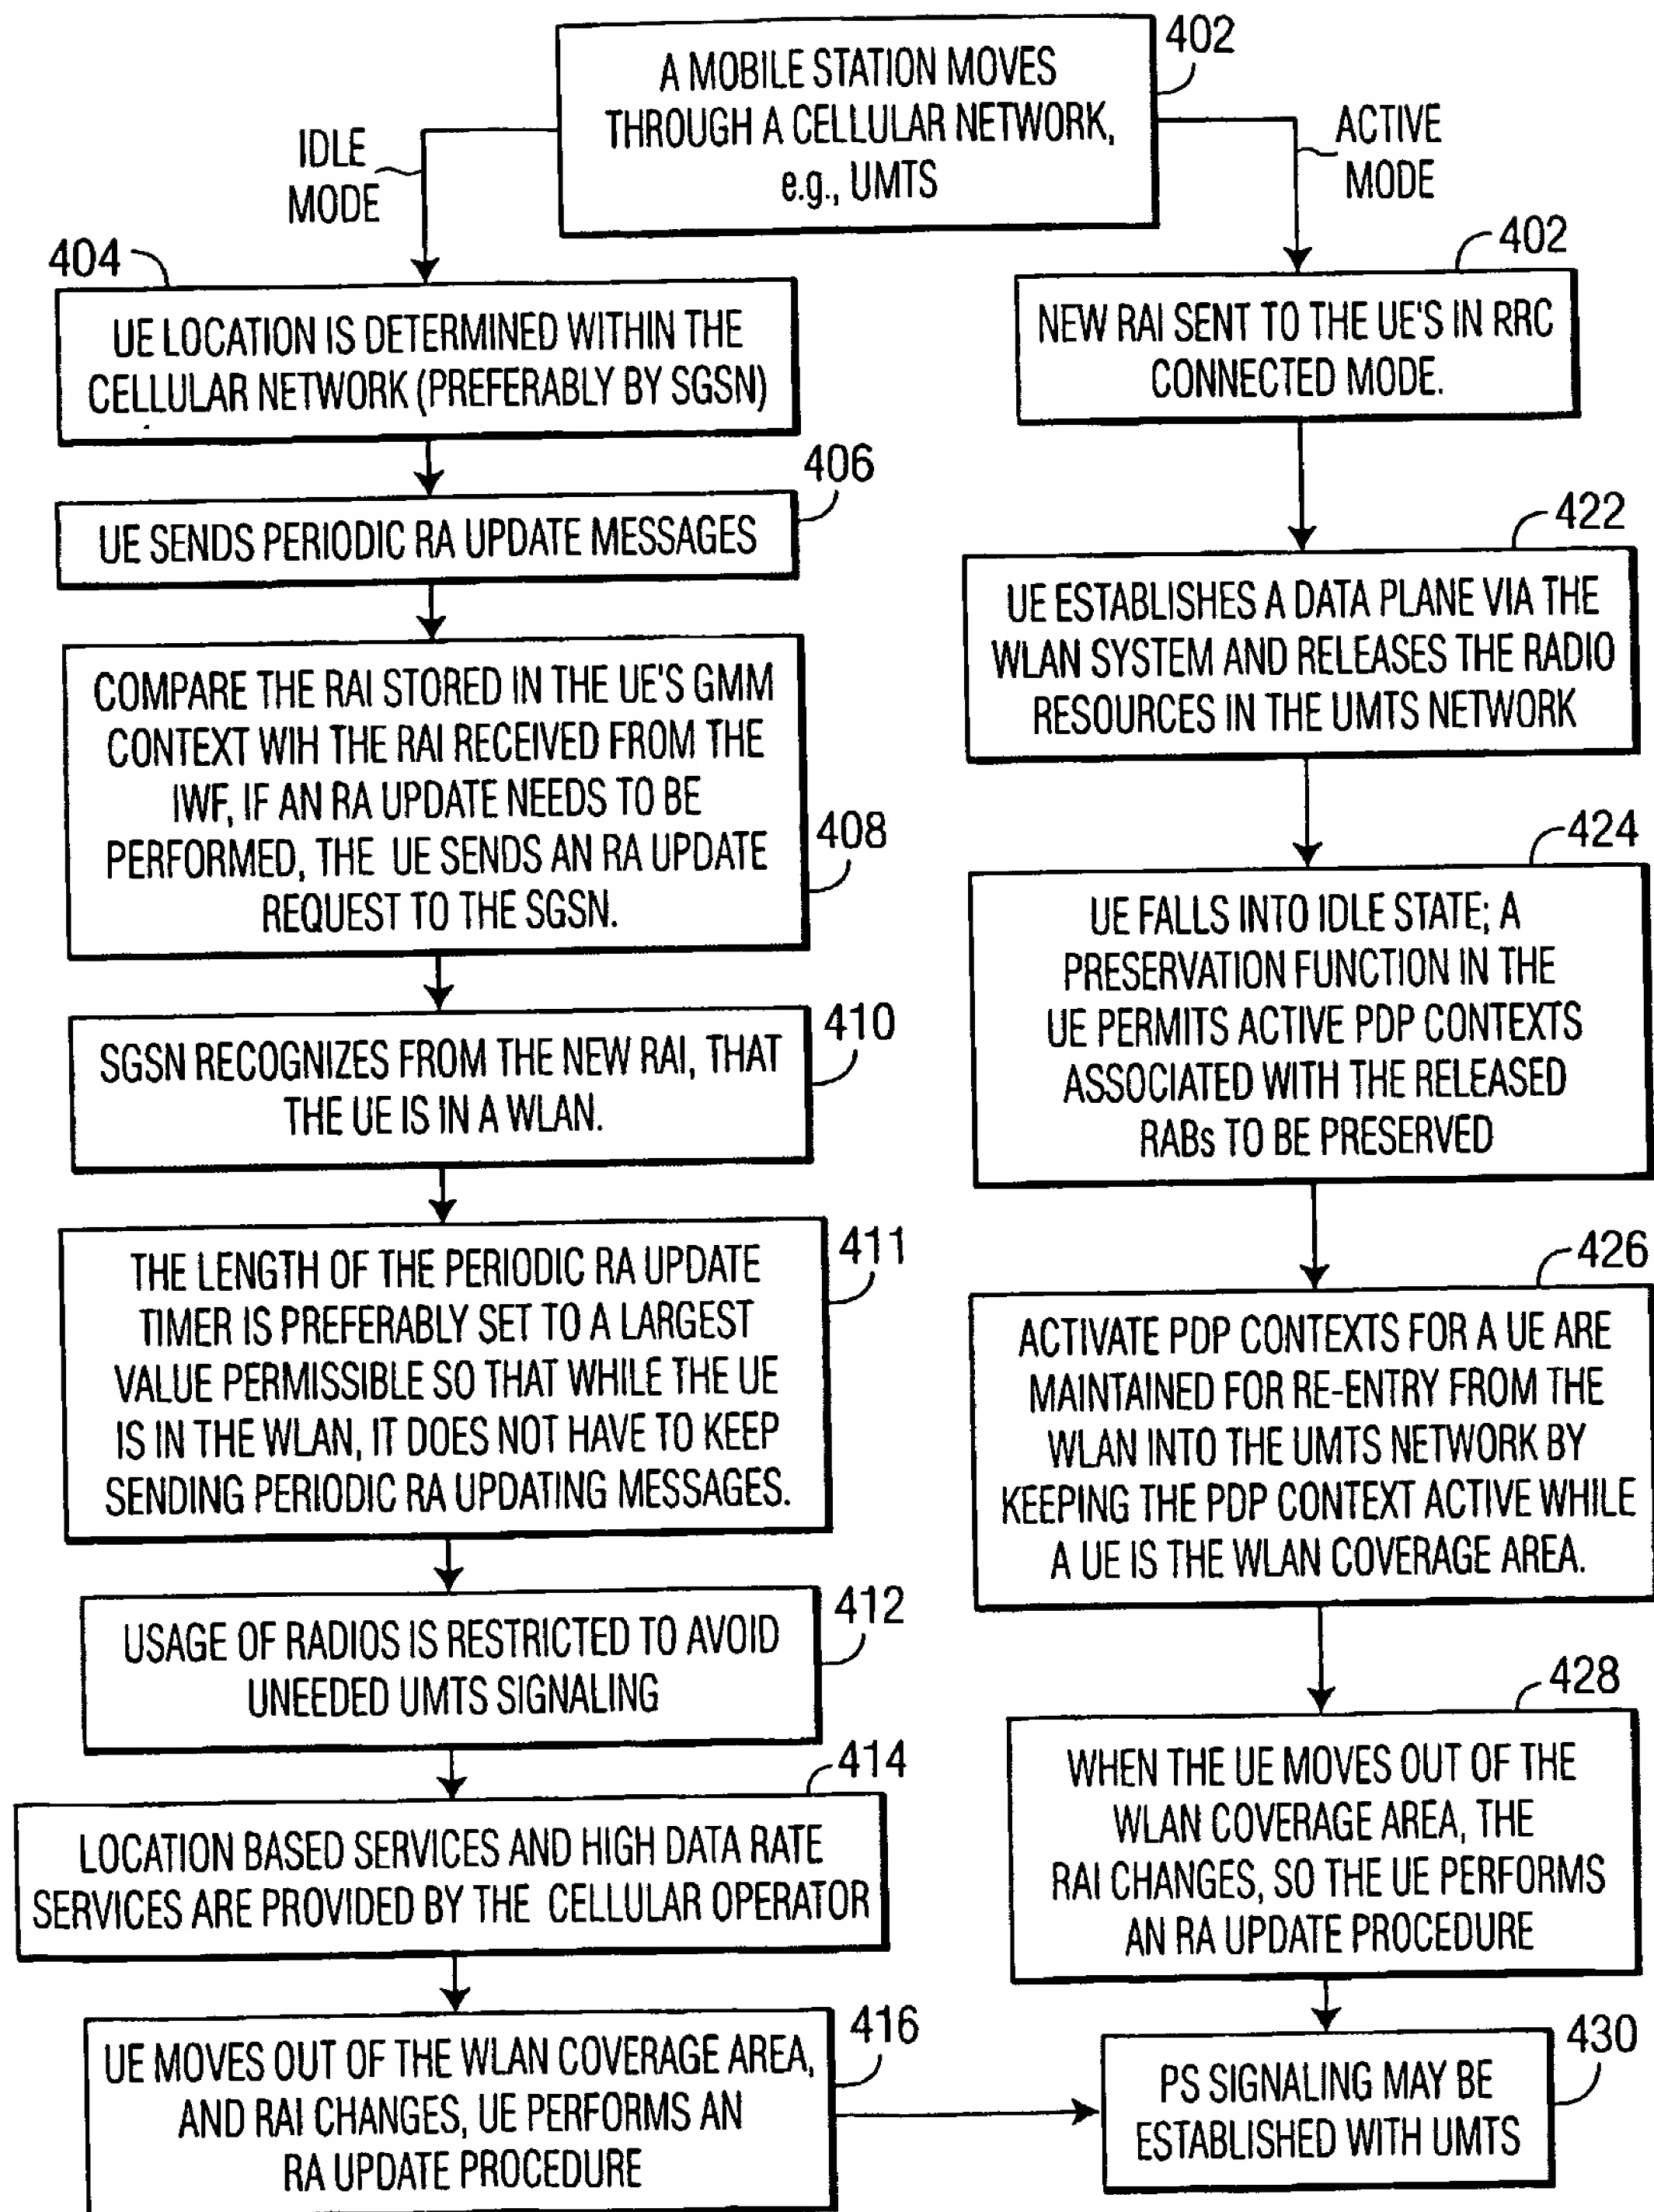 402
A MOBILE STATION MOVES
THROUGH A CELLULAR NETWORK,
e.g., UMTS
IDLE
MODE
ACTIVE
MODE
404
UE LOCATION IS DETERMINED WITHIN THE
CELLULAR NETWORK (PREFERABLY BY SGSN)
406
UE SENDS PERIODIC RA UPDATE MESSAGES
COMPARE THE RAI STORED IN THE UE'S GMM
CONTEXT WIH THE RAI RECEIVED FROM THE
IWF, IF AN RA UPDATE NEEDS TO BE
PERFORMED, THE UE SENDS AN RA UPDATE
REQUEST TO THE SGSN.
408
410
SGSN RECOGNIZES FROM THE NEW RAI, THAT
THE UE IS IN A WLAN.
411
THE LENGTH OF THE PERIODIC RA UPDATE
TIMER IS PREFERABLY SET TO A LARGEST
VALUE PERMISSIBLE SO THAT WHILE THE UE
IS IN THE WLAN, IT DOES NOT HAVE TO KEEP
SENDING PERIODIC RA UPDATING MESSAGES.
412
USAGE OF RADIOS IS RESTRICTED TO AVOID
UNEEDED UMTS SIGNALING
414
LOCATION BASED SERVICES AND HIGH DATA RATE
SERVICES ARE PROVIDED BY THE CELLULAR OPERATOR
416
UE MOVES OUT OF THE WLAN COVERAGE AREA,
AND RAI CHANGES, UE PERFORMS AN
RA UPDATE PROCEDURE
402
NEW RAI SENT TO THE UE'S IN RRC
CONNECTED MODE.
422
UE ESTABLISHES A DATA PLANE VIA THE
WLAN SYSTEM AND RELEASES THE RADIO
RESOURCES IN THE UMTS NETWORK
424
UE FALLS INTO IDLE STATE; A
PRESERVATION FUNCTION IN THE
UE PERMITS ACTIVE PDP CONTEXTS
ASSOCIATED WITH THE RELEASED
RABs TO BE PRESERVED
426
ACTIVATE PDP CONTEXTS FOR A UE ARE
MAINTAINED FOR RE-ENTRY FROM THE
WLAN INTO THE UMTS NETWORK BY
KEEPING THE PDP CONTEXT ACTIVE WHILE
A UE IS THE WLAN COVERAGE AREA.
428
WHEN THE UE MOVES OUT OF THE
WLAN COVERAGE AREA, THE
RAI CHANGES, SO THE UE PERFORMS
AN RA UPDATE PROCEDURE
430
PS SIGNALING MAY BE
ESTABLISHED WITH UMTS